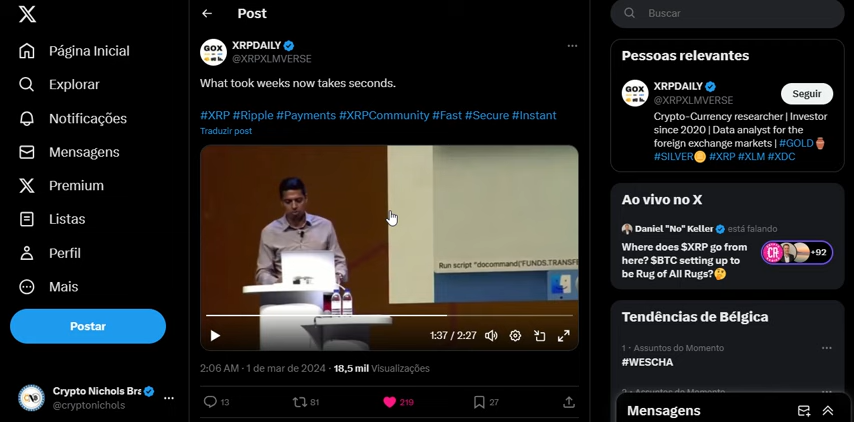 Página Inicial
Explorar
Notificações
Mensagens
Premium
Listas
Perfil
Mais
Postar
Crypto Nichols Bra
@cryptonichols
Post
GOX
XRPDAILY
@XRPXLMVERSE
What took weeks now takes seconds.
#XRP #Ripple #Payments #XRPCommunity #Fast #Secure #Instant
Traduzir post
Run script "docommand('FUNDS.TRANSF
1:37 / 2:27
2:06 AM · 1 de mar de 2024 · 18,5 mil Visualizações
13 81 219 27
Buscar
Pessoas relevantes
GOX
XRPDAILY
@XRPXLMVERSE
Seguir
Crypto-Currency researcher | Investor
since 2020 | Data analyst for the
foreign exchange markets | #GOLD
#SILVER #XRP #XLM #XDC
Ao vivo no X
Daniel "No" Keller está falando
Where does $XRP go from
here? $BTC setting up to
be Rug of All Rugs?
CR
+92
Tendências de Bélgica
1 · Assuntos do Momento
#WESCHA
Mensagens